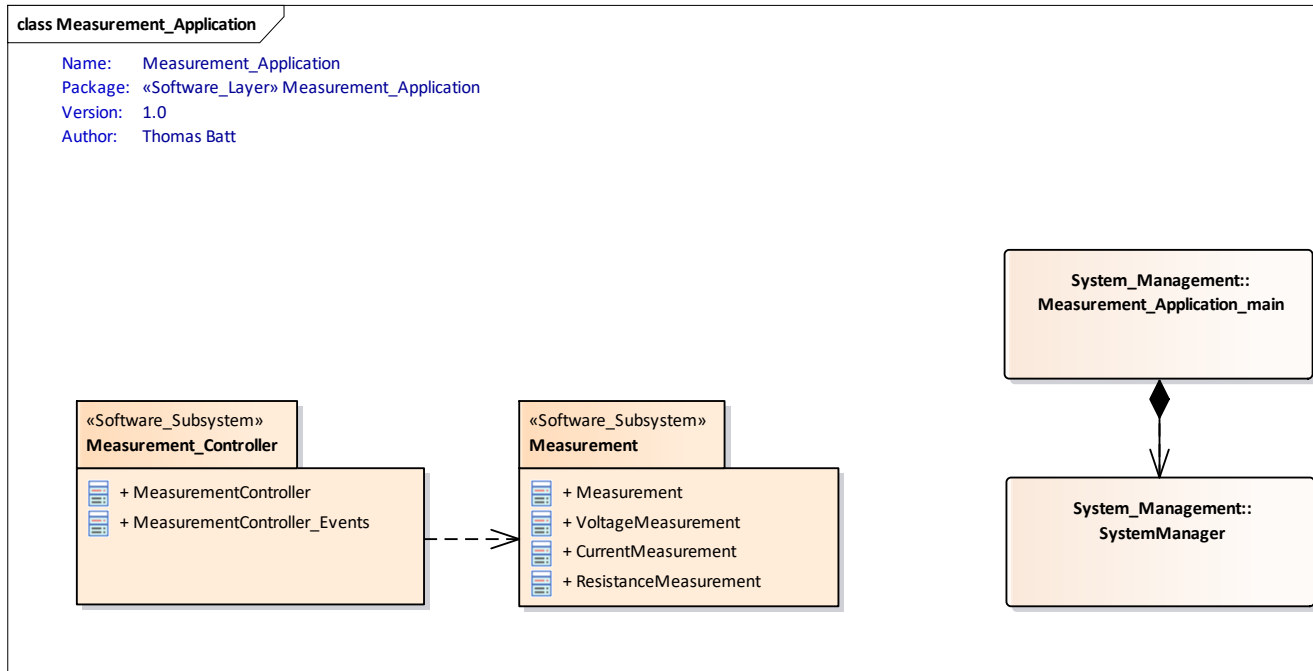 class Measurement_Application
Name: Measurement_Application
Package: «Software_Layer» Measurement_Application
Version: 1.0
Author: Thomas Batt
System_Management::
Measurement_Application_main
«Software_Subsystem»
Measurement_Controller
+ MeasurementController
+ MeasurementController_Events
«Software_Subsystem»
Measurement
+ Measurement
+ VoltageMeasurement
+ CurrentMeasurement
+ ResistanceMeasurement
System_Management::
SystemManager